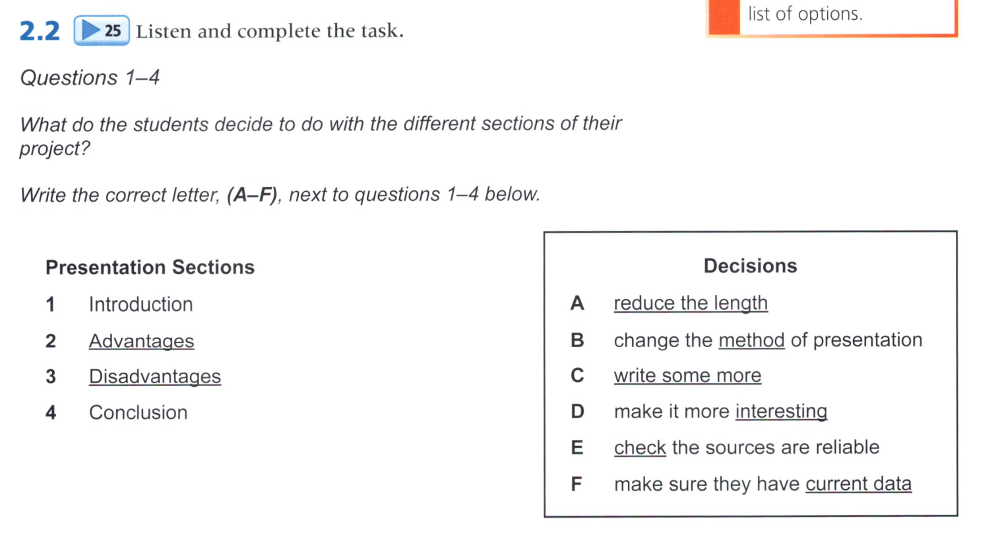 list of options.
2.2 25 Listen and complete the task.
Questions 1–4
What do the students decide to do with the different sections of their
project?
Write the correct letter, (A–F), next to questions 1–4 below.
Presentation Sections
1 Introduction
2 Advantages
3 Disadvantages
4 Conclusion
Decisions
A reduce the length
B change the method of presentation
C write some more
D make it more interesting
E check the sources are reliable
F make sure they have current data